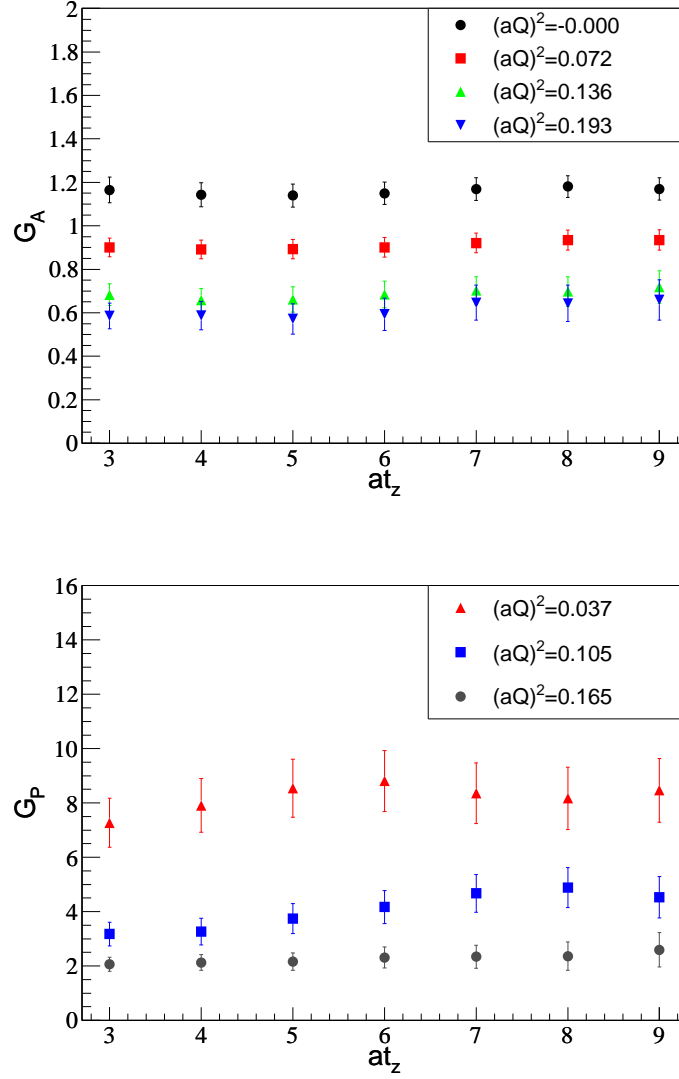 2
1.8
1.6
1.4
1.2
1
0.8
0.6
0.4
0.2
0
G_A
(aQ)^2=-0.000
(aQ)^2=0.072
(aQ)^2=0.136
(aQ)^2=0.193
3 4 5 6 7 8 9
at_z
16
14
12
10
8
6
4
2
0
G_P
(aQ)^2=0.037
(aQ)^2=0.105
(aQ)^2=0.165
3 4 5 6 7 8 9
at_z